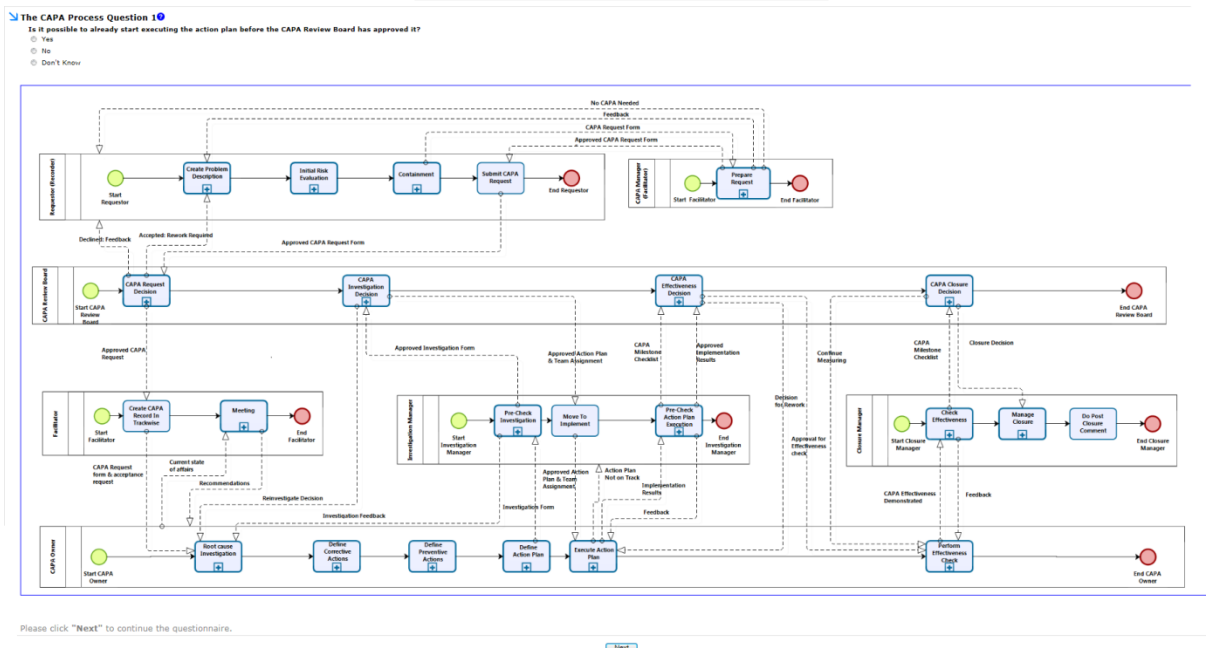 The CAPA Process Question 1?
Is it possible to already start executing the action plan before the CAPA Review Board has approved it?
Yes
No
Don't Know
No CAPA Needed
Feedback
CAPA Request Form
Approved CAPA Request Form
Requestor (Recorder)
Start
Requestor
Create Problem
Description
Initial Risk
Evaluation
Containment
Submit CAPA
Request
End Requestor
CAPA Manager
(Facilitator)
Start Facilitator
Prepare
Request
End Facilitator
Declined: Feedback
Accepted: Rework Required
Approved CAPA Request Form
CAPA Review Board
Start CAPA
Review
Board
CAPA Request
Decision
CAPA
Investigation
Decision
CAPA
Effectiveness
Decision
CAPA Closure
Decision
End CAPA
Review Board
Approved CAPA
Request
Approved Investigation Form
Approved Action Plan
& Team Assignment
CAPA
Milestone
Checklist
Approved
Implementation
Results
Continue
Measuring
CAPA
Milestone
Checklist
Closure Decision
Decision
for Rework
Facilitator
Start
Facilitator
Create CAPA
Record In
Trackwise
Meeting
End
Facilitator
Investigation Manager
Start
Investigation
Manager
Pre-Check
Investigation
Move To
Implement
Pre-Check
Action Plan
Execution
End
Investigation
Manager
Closure Manager
Start Closure
Manager
Check
Effectiveness
Manage
Closure
Do Post
Closure
Comment
End Closure
Manager
Approval for
Effectiveness
check
CAPA Request
form & acceptance
request
Current state
of affairs
Recommendations
Reinvestigate Decision
Investigation Feedback
Investigation Form
Approved Action
Plan & Team
Assignment
Action Plan
Not on Track
Implementation
Results
Feedback
CAPA Effectiveness
Demonstrated
Feedback
CAPA Owner
Start CAPA
Owner
Root cause
Investigation
Define
Corrective
Actions
Define
Preventive
Actions
Define
Action Plan
Execute Action
Plan
Perform
Effectiveness
Check
End CAPA
Owner
Please click "Next" to continue the questionnaire.
Next